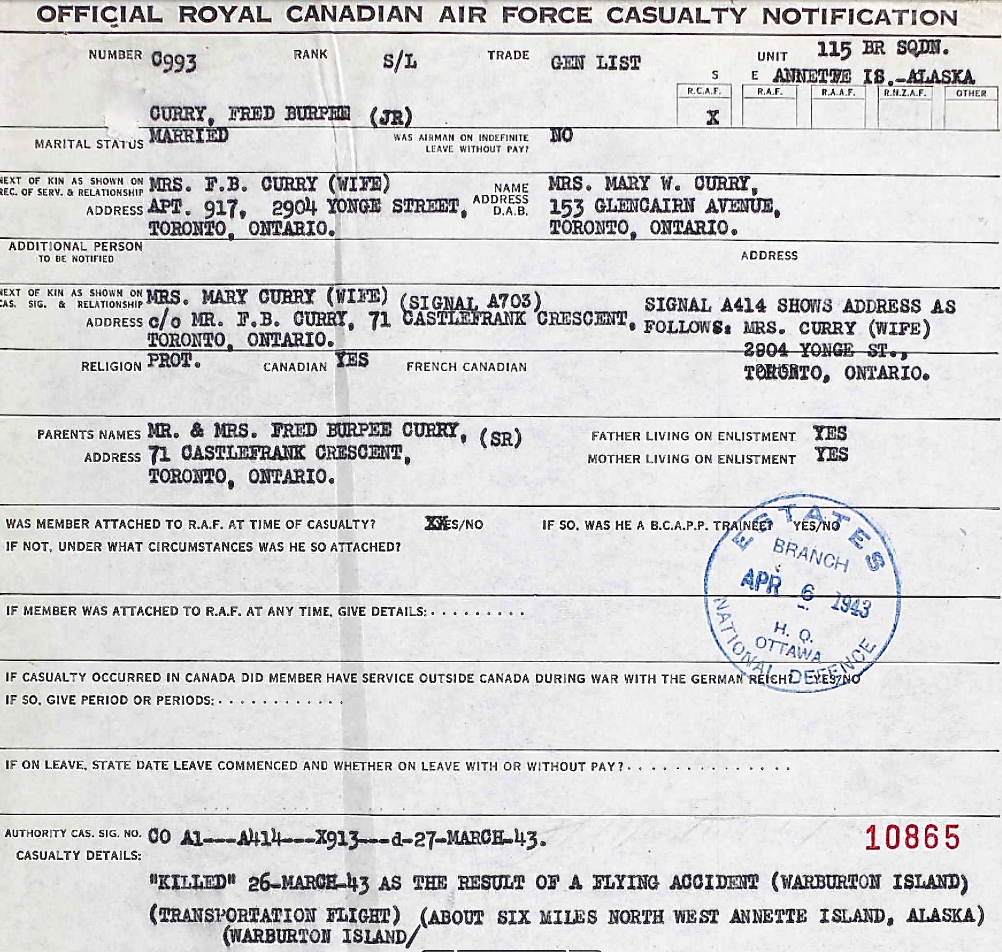 OFFICIAL ROYAL CANADIAN AIR FORCE CASUALTY NOTIFICATION
NUMBER C993 RANK S/L TRADE GEN LIST UNIT 115 BR SQDN.
S E ANNETTE IS.-ALASKA
R.C.A.F. R.A.F. R.A.A.F. R.N.Z.A.F. OTHER
CURRY, FRED BURPEE (JR) X
MARITAL STATUS MARRIED WAS AIRMAN ON INDEFINITE LEAVE WITHOUT PAY? NO
NEXT OF KIN AS SHOWN ON REC. OF SERV. & RELATIONSHIP MRS. F.B. CURRY (WIFE) NAME MRS. MARY W. CURRY,
ADDRESS APT. 917, 2904 YONGE STREET, ADDRESS D.A.B. 153 GLENCAIRN AVENUE,
TORONTO, ONTARIO. TORONTO, ONTARIO.
ADDITIONAL PERSON
TO BE NOTIFIED ADDRESS
NEXT OF KIN AS SHOWN ON CAS. SIG. & RELATIONSHIP MRS. MARY CURRY (WIFE) (SIGNAL A703) SIGNAL A414 SHOWS ADDRESS AS
ADDRESS c/o MR. F.B. CURRY, 71 CASTLEFRANK CRESCENT, FOLLOWS: MRS. CURRY (WIFE)
TORONTO, ONTARIO. 2904 YONGE ST.,
RELIGION PROT. CANADIAN YES FRENCH CANADIAN TORONTO, ONTARIO.
PARENTS NAMES MR. & MRS. FRED BURPEE CURRY, (SR) FATHER LIVING ON ENLISTMENT YES
ADDRESS 71 CASTLEFRANK CRESCENT, MOTHER LIVING ON ENLISTMENT YES
TORONTO, ONTARIO.
WAS MEMBER ATTACHED TO R.A.F. AT TIME OF CASUALTY? XXES/NO IF SO, WAS HE A B.C.A.P.P. TRAINEE? YES/NO
IF NOT, UNDER WHAT CIRCUMSTANCES WAS HE SO ATTACHED?
ESTATES
BRANCH
APR 6 1943
H. Q.
OTTAWA
NATIONAL DEFENCE
IF MEMBER WAS ATTACHED TO R.A.F. AT ANY TIME, GIVE DETAILS: . . . . . . . . .
IF CASUALTY OCCURRED IN CANADA DID MEMBER HAVE SERVICE OUTSIDE CANADA DURING WAR WITH THE GERMAN REICH? YES/NO
IF SO, GIVE PERIOD OR PERIODS: . . . . . . . . . . . .
IF ON LEAVE, STATE DATE LEAVE COMMENCED AND WHETHER ON LEAVE WITH OR WITHOUT PAY? . . . . . . . . . . . . . .
AUTHORITY CAS. SIG. NO. CO A1---A414---X913---d-27-MARCH-43. 10865
CASUALTY DETAILS:
"KILLED" 26-MARCH-43 AS THE RESULT OF A FLYING ACCIDENT (WARBURTON ISLAND)
(TRANSPORTATION FLIGHT) (ABOUT SIX MILES NORTH WEST ANNETTE ISLAND, ALASKA)
(WARBURTON ISLAND/